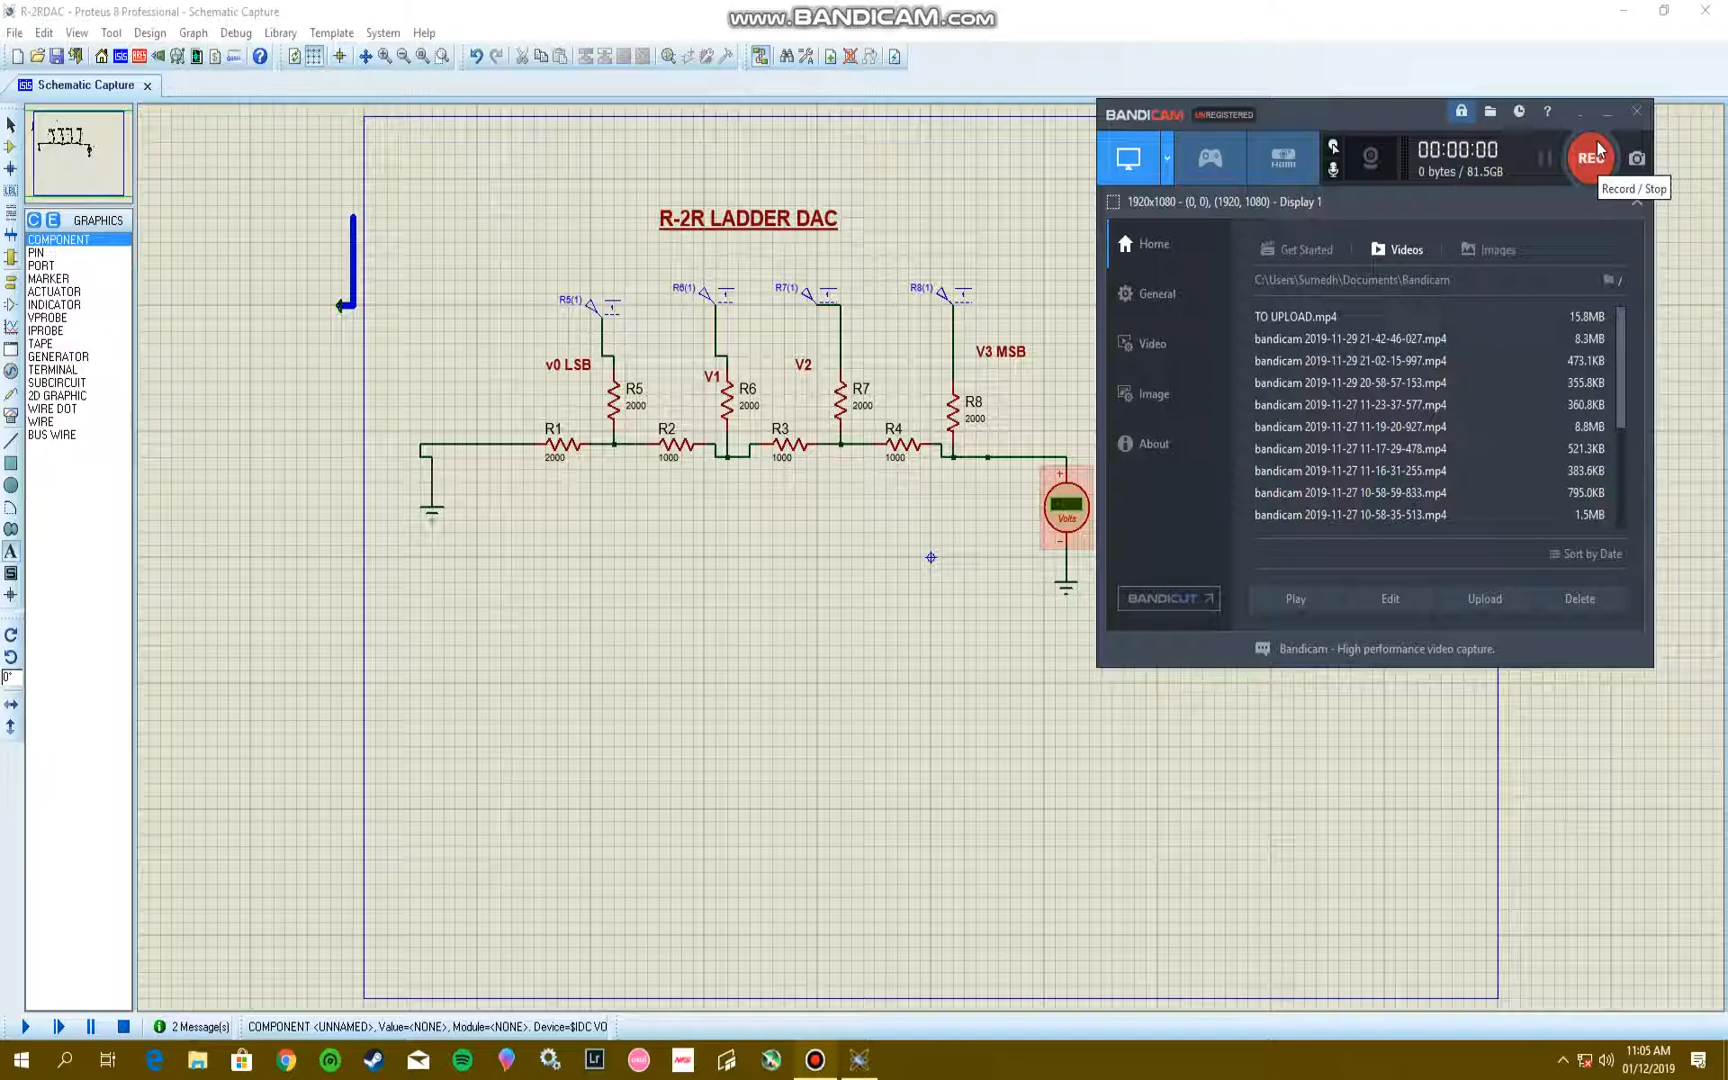 R-2RDAC - Proteus 8 Professional - Schematic Capture
www.BANDICAM.com
File Edit View Tool Design Graph Debug Library Template System Help
Schematic Capture
C E GRAPHICS
COMPONENT
PIN
PORT
MARKER
ACTUATOR
INDICATOR
VPROBE
IPROBE
TAPE
GENERATOR
TERMINAL
SUBCIRCUIT
2D GRAPHIC
WIRE DOT
WIRE
BUS WIRE
0°
R-2R LADDER DAC
R5(1)
R6(1)
R7(1)
R8(1)
v0 LSB
V1
V2
V3 MSB
R5
2000
R6
2000
R7
2000
R8
2000
R1
2000
R2
1000
R3
1000
R4
1000
+
Volts
BANDICAM UNREGISTERED
00:00:00
0 bytes / 81.5GB
REC
Record / Stop
1920x1080 - (0, 0), (1920, 1080) - Display 1
Home
General
Video
Image
About
BANDICUT
Get Started Videos Images
C:\Users\Sumedh\Documents\Bandicam
TO UPLOAD.mp4 15.8MB
bandicam 2019-11-29 21-42-46-027.mp4 8.3MB
bandicam 2019-11-29 21-02-15-997.mp4 473.1KB
bandicam 2019-11-29 20-58-57-153.mp4 355.8KB
bandicam 2019-11-27 11-23-37-577.mp4 360.8KB
bandicam 2019-11-27 11-19-20-927.mp4 8.8MB
bandicam 2019-11-27 11-17-29-478.mp4 521.3KB
bandicam 2019-11-27 11-16-31-255.mp4 383.6KB
bandicam 2019-11-27 10-58-59-833.mp4 795.0KB
bandicam 2019-11-27 10-58-35-513.mp4 1.5MB
Sort by Date
Play Edit Upload Delete
Bandicam - High performance video capture.
2 Message(s)
COMPONENT <UNNAMED>, Value=<NONE>, Module=<NONE>. Device=$IDC VO
Lr
11:05 AM
01/12/2019